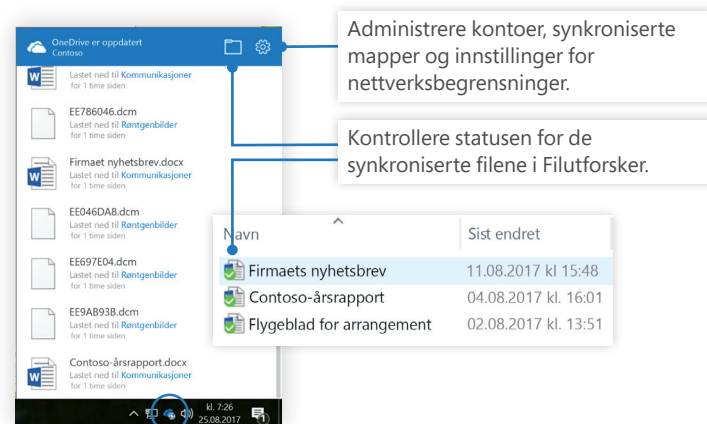 OneDrive er oppdatert
Contoso
Lastet ned til Kommunikasjoner
for 1 time siden
EE786046.dcm
Lastet ned til Røntgenbilder
for 1 time siden
Firmaet nyhetsbrev.docx
Lastet ned til Kommunikasjoner
for 1 time siden
EE046DA8.dcm
Lastet ned til Røntgenbilder
for 1 time siden
EE697E04.dcm
Lastet ned til Røntgenbilder
for 1 time siden
EE9AB93B.dcm
Lastet ned til Røntgenbilder
for 1 time siden
Contoso-årsrapport.docx
Lastet ned til Kommunikasjoner
for 1 time siden
kl. 7:26
25.08.2017
1
Administrere kontoer, synkroniserte
mapper og innstillinger for
nettverksbegrensninger.
Kontrollere statusen for de
synkroniserte filene i Filutforsker.
Navn Sist endret
Firmaets nyhetsbrev 11.08.2017 kl 15:48
Contoso-årsrapport 04.08.2017 kl. 16:01
Flygeblad for arrangement 02.08.2017 kl. 13:51